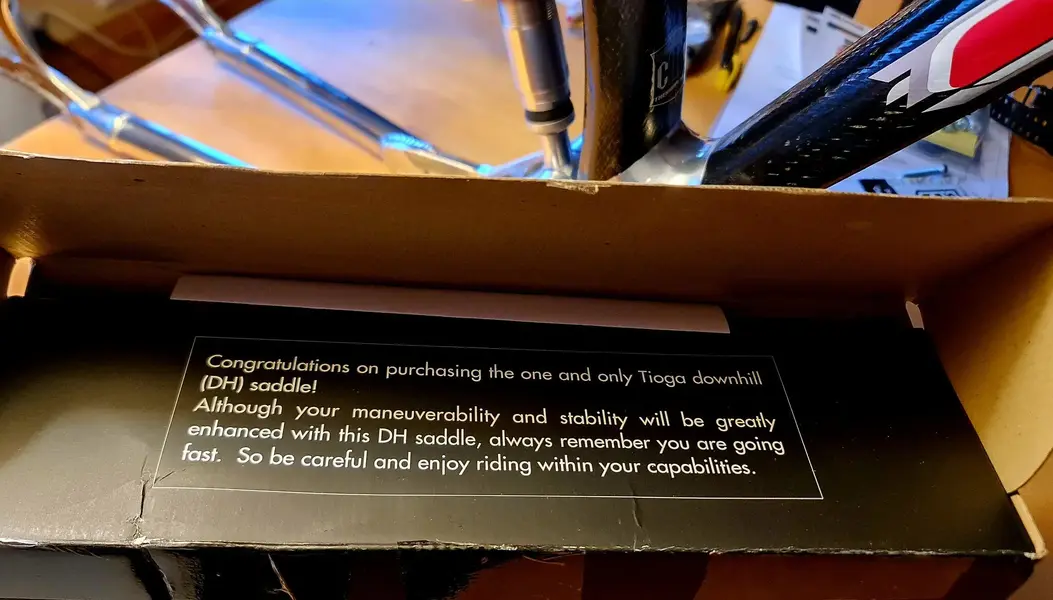 C
Congratulations on purchasing the one and only Tioga downhill
(DH) saddle!
Although your maneuverability and stability will be greatly
enhanced with this DH saddle, always remember you are going
fast. So be careful and enjoy riding within your capabilities.